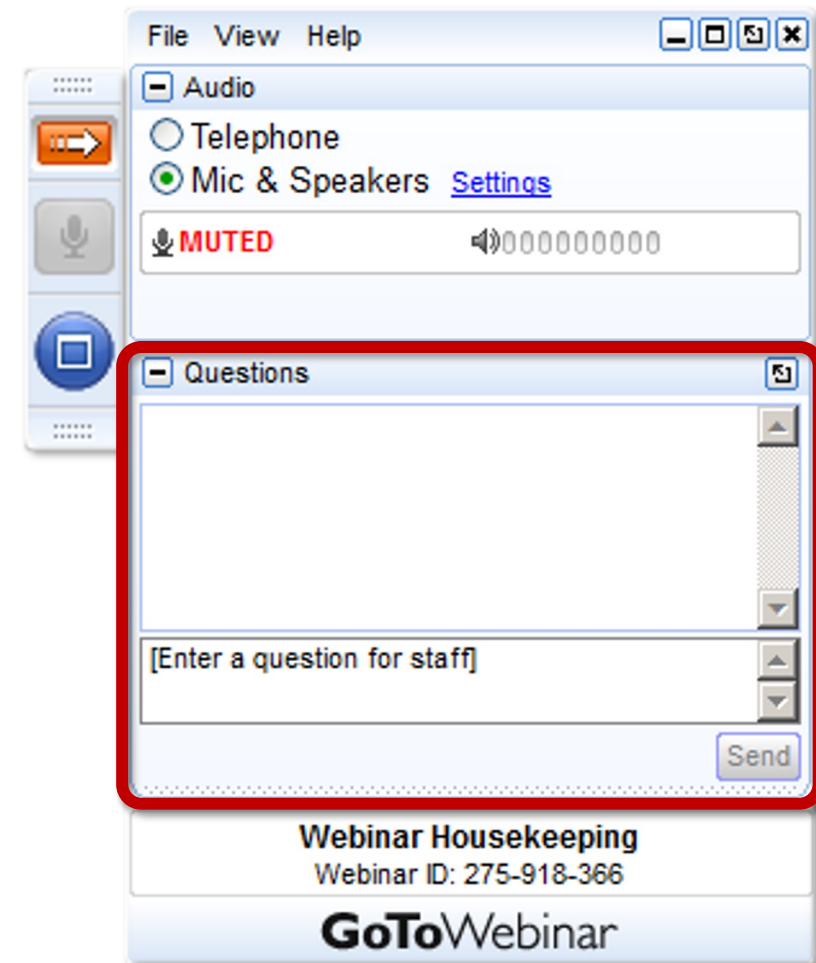 File View Help
Audio
Telephone
Mic & Speakers Settings
MUTED
Questions
[Enter a question for staff]
Send
Webinar Housekeeping
Webinar ID: 275-918-366
GoToWebinar